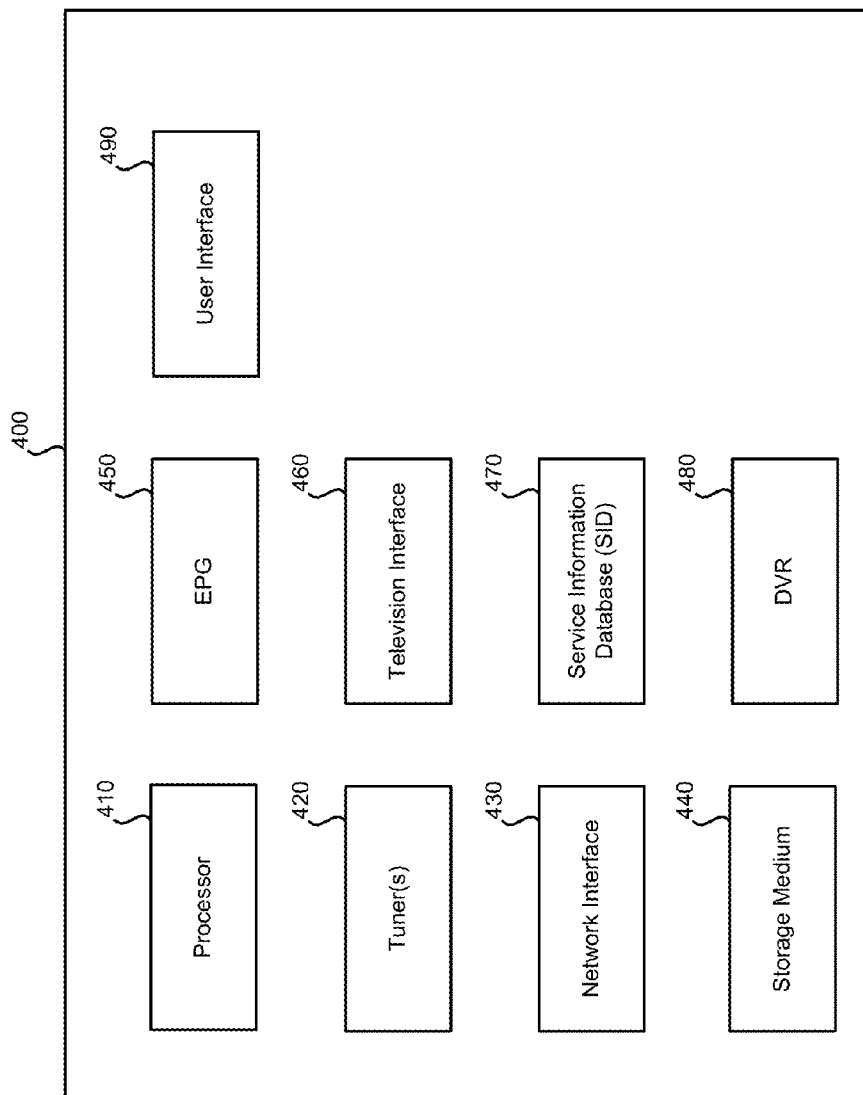 400
410
Processor
420
Tuner(s)
430
Network Interface
440
Storage Medium
450
EPG
460
Television Interface
470
Service Information
Database (SID)
480
DVR
490
User Interface